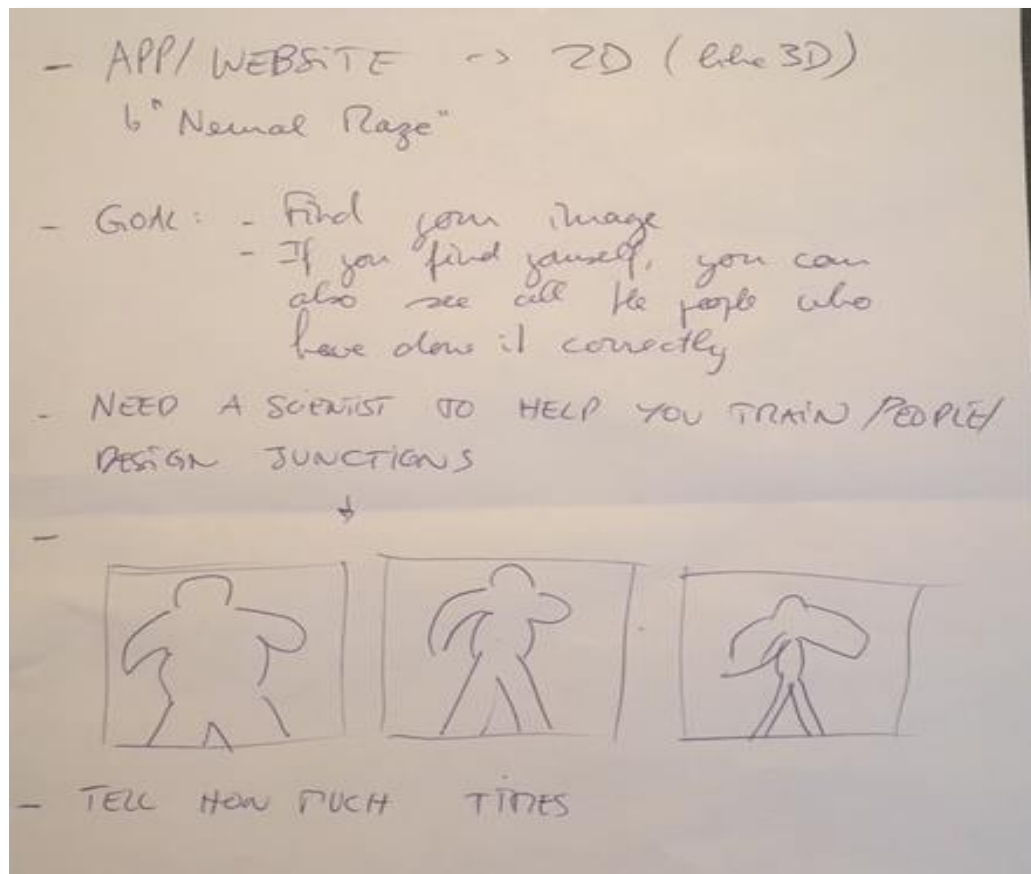 - APP/WEBSITE -> 2D (like 3D)
"Neural Maze"
- GOAL: - Find your image
- If you find yourself, you can
also see all the people who
have done it correctly
- NEED A SCIENTIST TO HELP YOU TRAIN /PEOPLE/
DESIGN JUNCTIONS
-
- TELL HOW MUCH TIMES